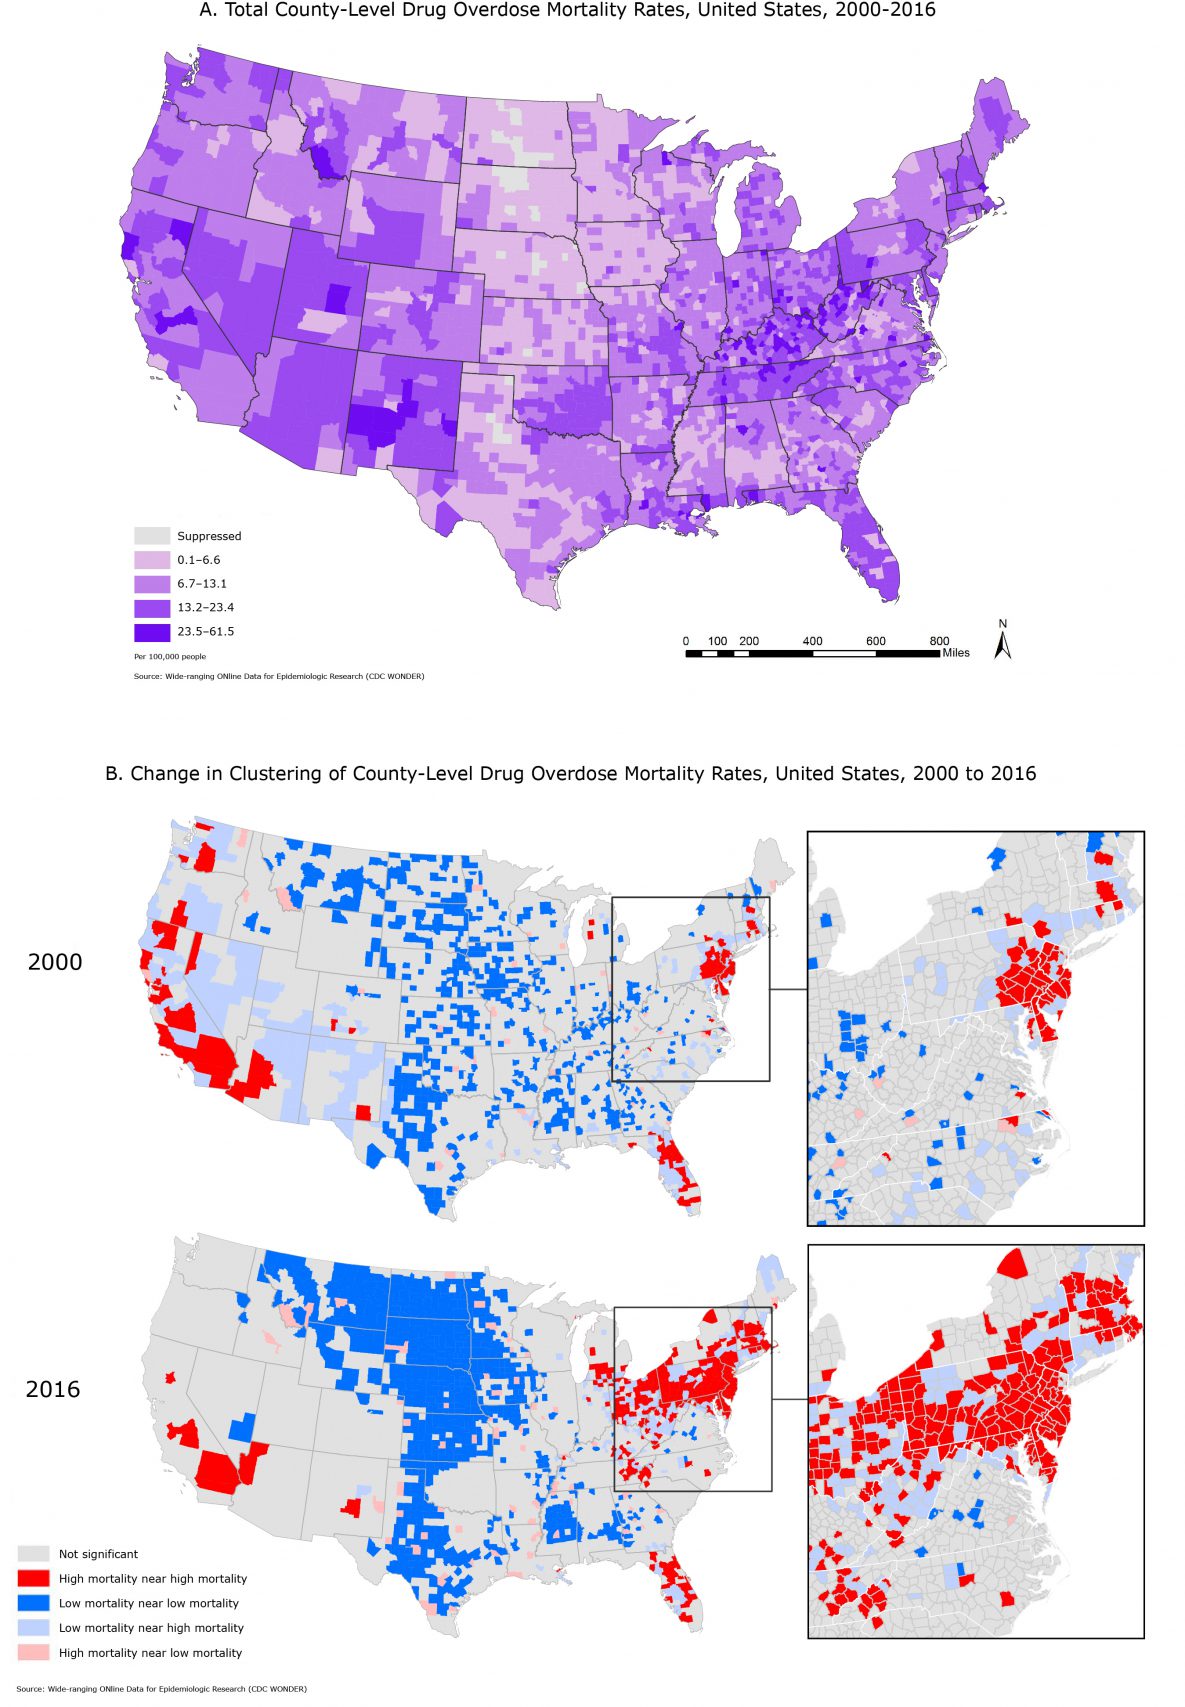 A. Total County-Level Drug Overdose Mortality Rates, United States, 2000-2016
Suppressed
0.1–6.6
6.7–13.1
13.2–23.4
23.5–61.5
Per 100,000 people
Source: Wide-ranging ONline Data for Epidemiologic Research (CDC WONDER)
0 100 200 400 600 800
Miles
N
B. Change in Clustering of County-Level Drug Overdose Mortality Rates, United States, 2000 to 2016
2000
2016
Not significant
High mortality near high mortality
Low mortality near low mortality
Low mortality near high mortality
High mortality near low mortality
Source: Wide-ranging ONline Data for Epidemiologic Research (CDC WONDER)